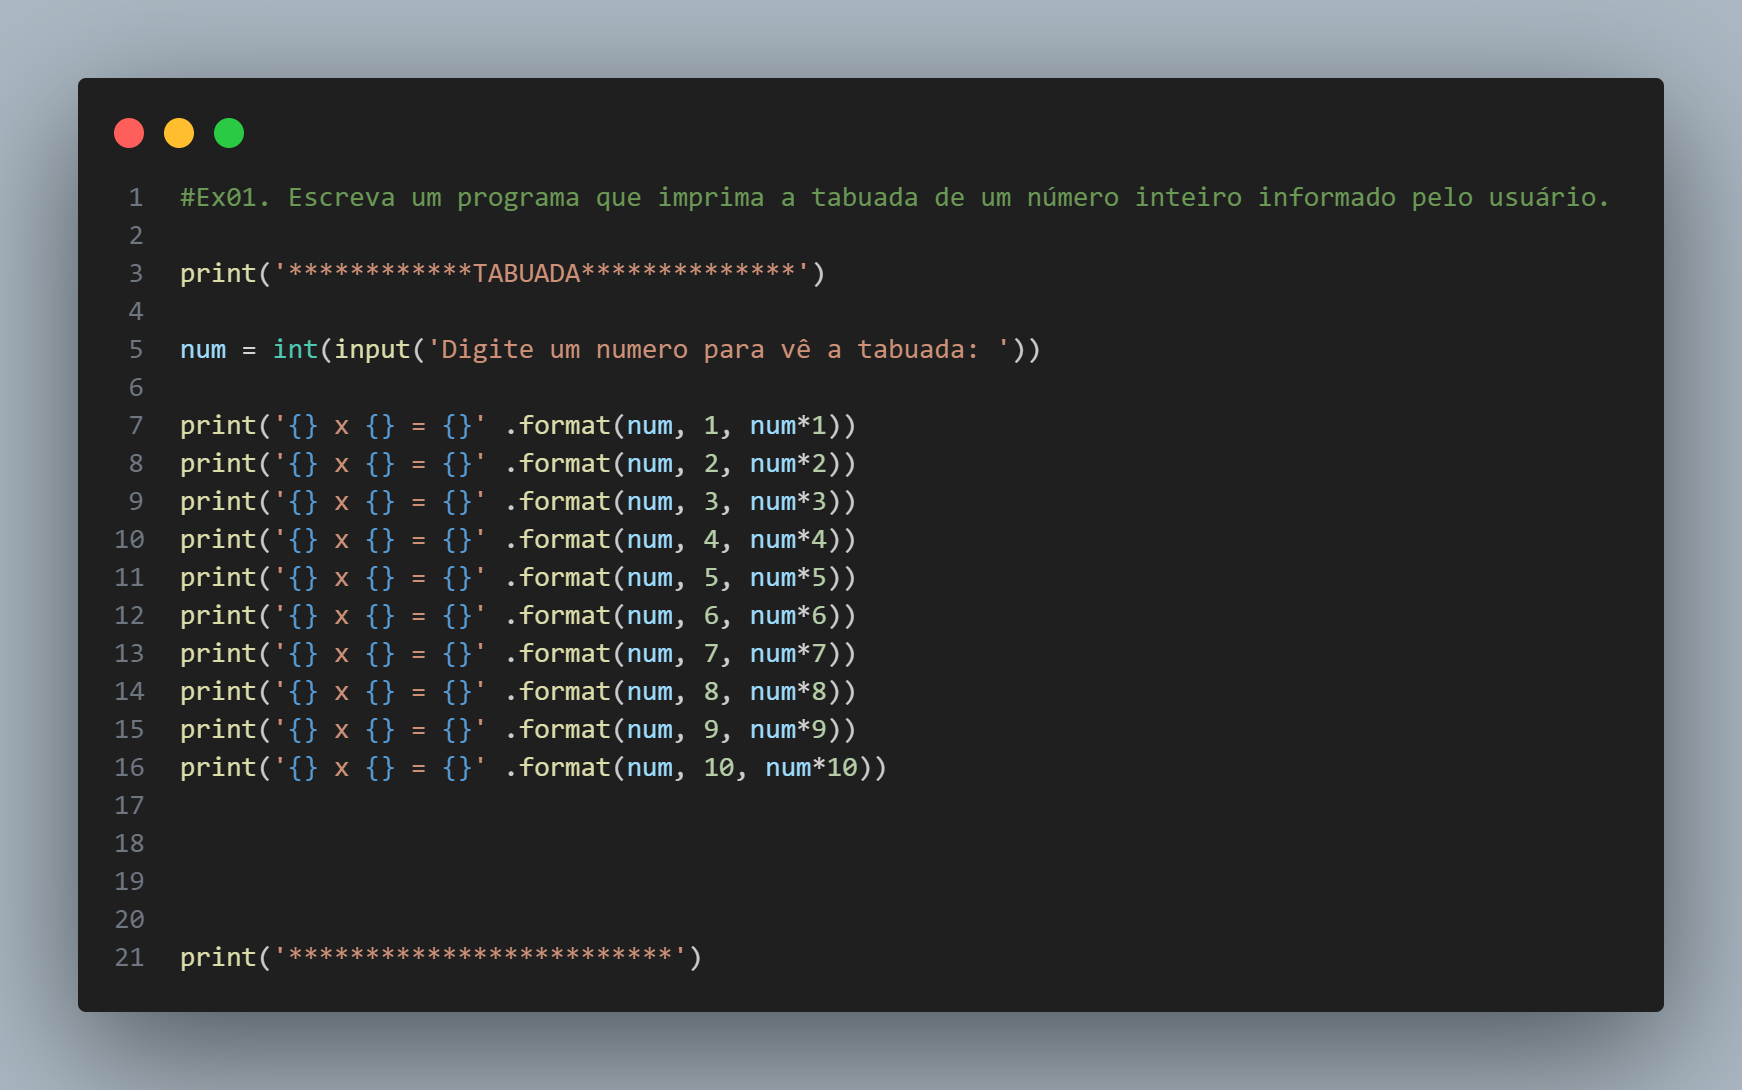 1 #Ex01. Escreva um programa que imprima a tabuada de um número inteiro informado pelo usuário.
2
3 print('************TABUADA**************')
4
5 num = int(input('Digite um numero para vê a tabuada: '))
6
7 print('{} x {} = {}' .format(num, 1, num*1))
8 print('{} x {} = {}' .format(num, 2, num*2))
9 print('{} x {} = {}' .format(num, 3, num*3))
10 print('{} x {} = {}' .format(num, 4, num*4))
11 print('{} x {} = {}' .format(num, 5, num*5))
12 print('{} x {} = {}' .format(num, 6, num*6))
13 print('{} x {} = {}' .format(num, 7, num*7))
14 print('{} x {} = {}' .format(num, 8, num*8))
15 print('{} x {} = {}' .format(num, 9, num*9))
16 print('{} x {} = {}' .format(num, 10, num*10))
17
18
19
20
21 print('*************************')